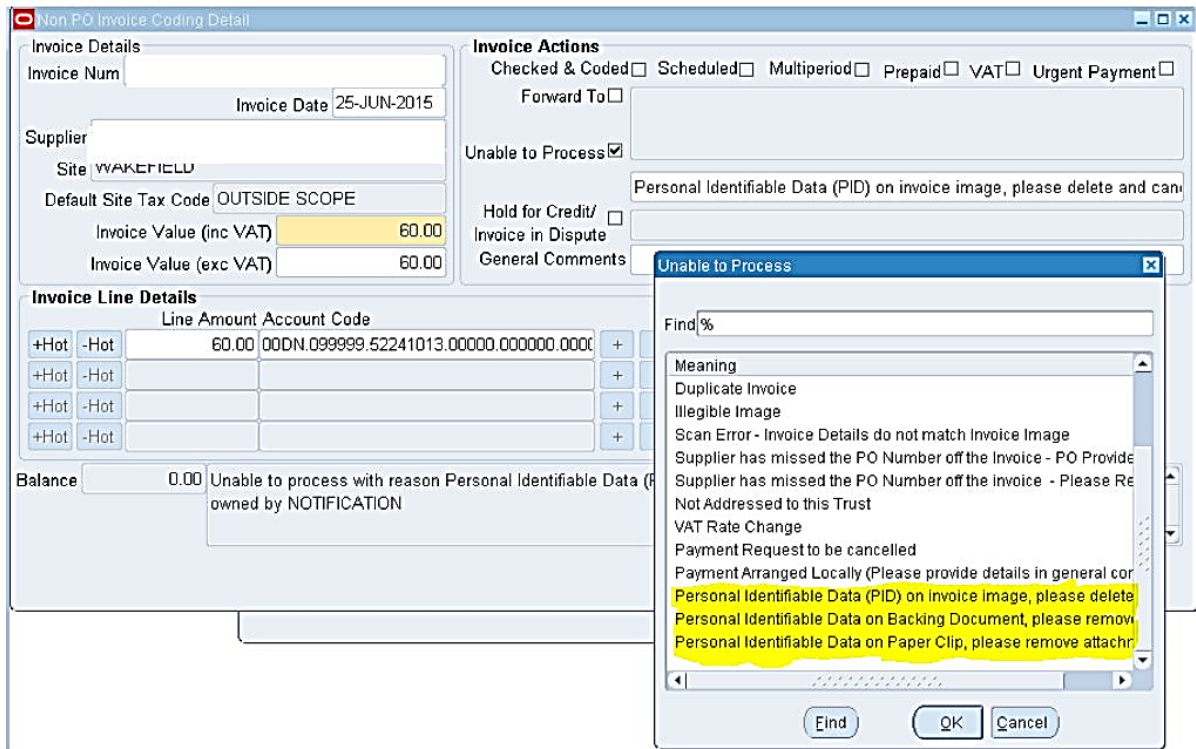 Non PO Invoice Coding Detail
Invoice Details
Invoice Num
Invoice Date 25-JUN-2015
Supplier
Site WAKEFIELD
Default Site Tax Code OUTSIDE SCOPE
Invoice Value (inc VAT) 60.00
Invoice Value (exc VAT) 60.00
Invoice Actions
Checked & Coded Scheduled Multiperiod Prepaid VAT Urgent Payment
Forward To
Unable to Process
Personal Identifiable Data (PID) on invoice image, please delete and can
Hold for Credit/
Invoice in Dispute
General Comments
Invoice Line Details
Line Amount Account Code
+Hot -Hot 60.00 00DN.099999.52241013.00000.000000.0000 +
+Hot -Hot +
+Hot -Hot +
+Hot -Hot +
Balance 0.00 Unable to process with reason Personal Identifiable Data (P
owned by NOTIFICATION
Unable to Process
Find %
Meaning
Duplicate Invoice
Illegible Image
Scan Error - Invoice Details do not match Invoice Image
Supplier has missed the PO Number off the Invoice - PO Provide
Supplier has missed the PO Number off the invoice - Please Re
Not Addressed to this Trust
VAT Rate Change
Payment Request to be cancelled
Payment Arranged Locally (Please provide details in general con
Personal Identifiable Data (PID) on invoice image, please delete
Personal Identifiable Data on Backing Document, please remov
Personal Identifiable Data on Paper Clip, please remove attachm
Find OK Cancel